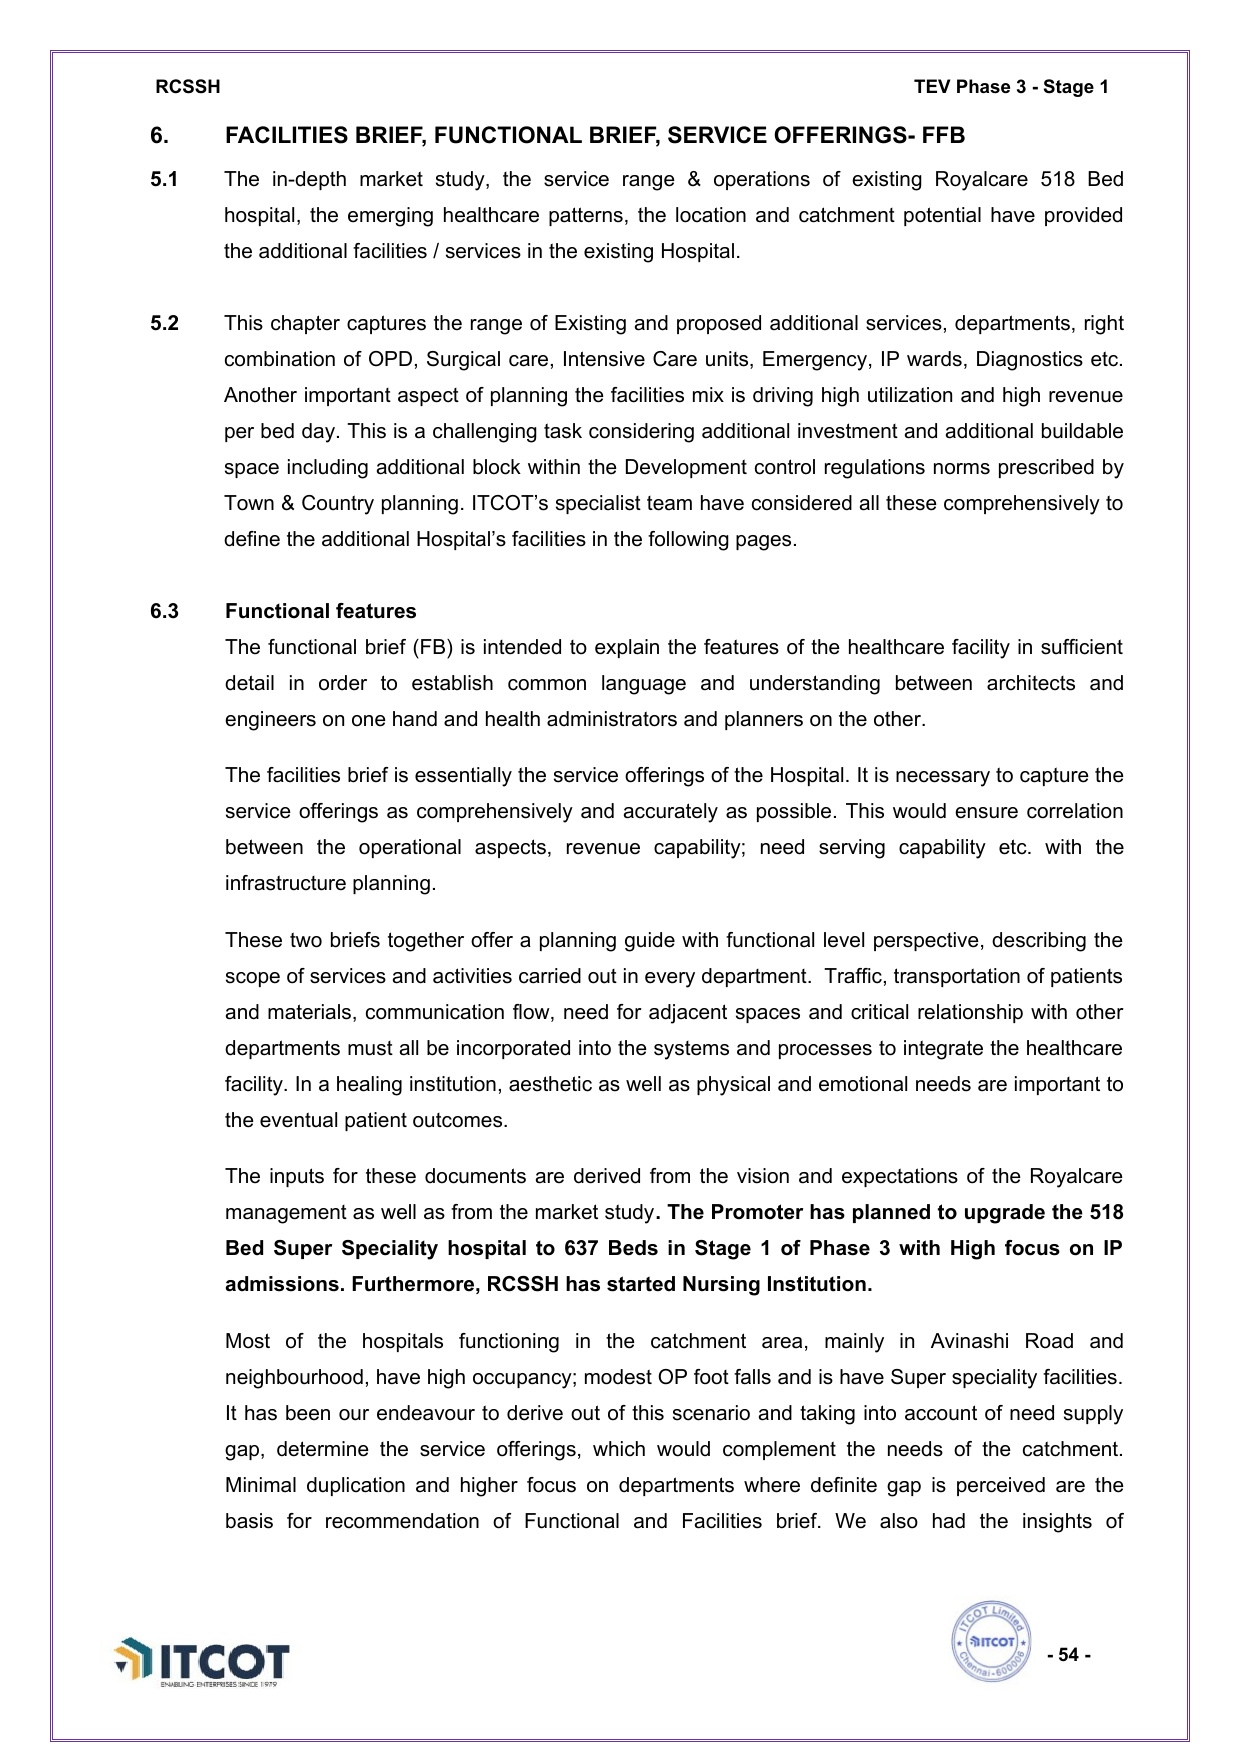 RCSSH TEV Phase 3 - Stage 1
6. FACILITIES BRIEF, FUNCTIONAL BRIEF, SERVICE OFFERINGS- FFB
5.1 The in-depth market study, the service range & operations of existing Royalcare 518 Bed
hospital, the emerging healthcare patterns, the location and catchment potential have provided
the additional facilities / services in the existing Hospital.
5.2 This chapter captures the range of Existing and proposed additional services, departments, right
combination of OPD, Surgical care, Intensive Care units, Emergency, IP wards, Diagnostics etc.
Another important aspect of planning the facilities mix is driving high utilization and high revenue
per bed day. This is a challenging task considering additional investment and additional buildable
space including additional block within the Development control regulations norms prescribed by
Town & Country planning. ITCOT’s specialist team have considered all these comprehensively to
define the additional Hospital’s facilities in the following pages.
6.3 Functional features
The functional brief (FB) is intended to explain the features of the healthcare facility in sufficient
detail in order to establish common language and understanding between architects and
engineers on one hand and health administrators and planners on the other.
The facilities brief is essentially the service offerings of the Hospital. It is necessary to capture the
service offerings as comprehensively and accurately as possible. This would ensure correlation
between the operational aspects, revenue capability; need serving capability etc. with the
infrastructure planning.
These two briefs together offer a planning guide with functional level perspective, describing the
scope of services and activities carried out in every department. Traffic, transportation of patients
and materials, communication flow, need for adjacent spaces and critical relationship with other
departments must all be incorporated into the systems and processes to integrate the healthcare
facility. In a healing institution, aesthetic as well as physical and emotional needs are important to
the eventual patient outcomes.
The inputs for these documents are derived from the vision and expectations of the Royalcare
management as well as from the market study. The Promoter has planned to upgrade the 518
Bed Super Speciality hospital to 637 Beds in Stage 1 of Phase 3 with High focus on IP
admissions. Furthermore, RCSSH has started Nursing Institution.
Most of the hospitals functioning in the catchment area, mainly in Avinashi Road and
neighbourhood, have high occupancy; modest OP foot falls and is have Super speciality facilities.
It has been our endeavour to derive out of this scenario and taking into account of need supply
gap, determine the service offerings, which would complement the needs of the catchment.
Minimal duplication and higher focus on departments where definite gap is perceived are the
basis for recommendation of Functional and Facilities brief. We also had the insights of
ITCOT
ENABLING ENTERPRISES SINCE 1979
ITCOT Limited
ITCOT
Chennai-600006
- 54 -